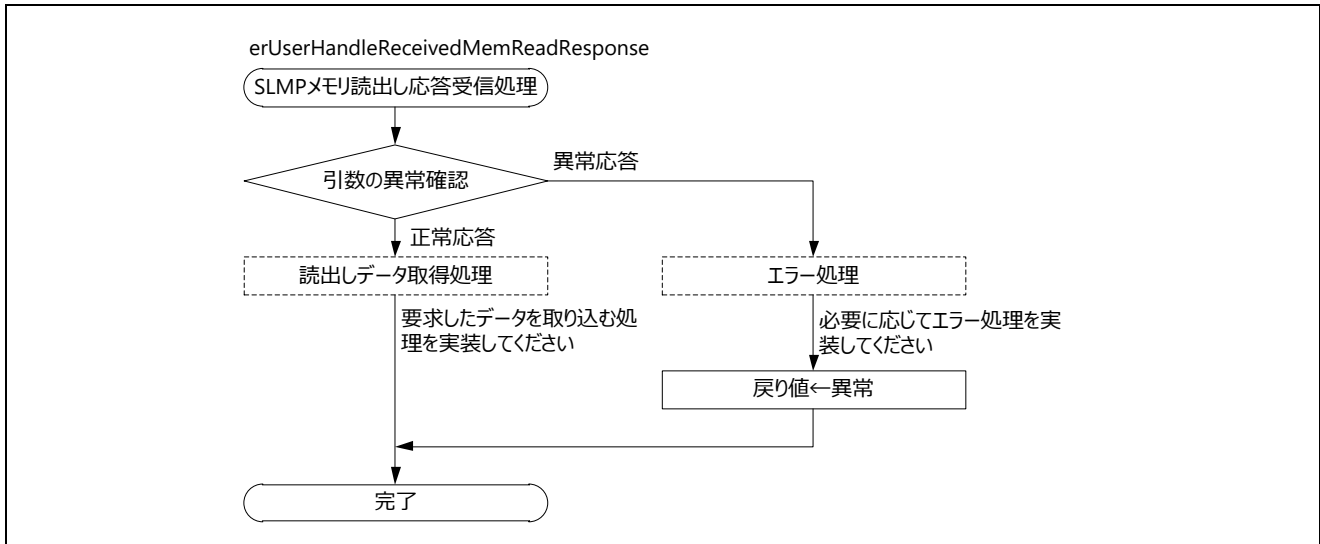 erUserHandleReceivedMemReadResponse
SLMPメモリ読出し応答受信処理
引数の異常確認
異常応答
正常応答
読出しデータ取得処理
エラー処理
要求したデータを取り込む処
理を実装してください
必要に応じてエラー処理を実
装してください
戻り値←異常
完了